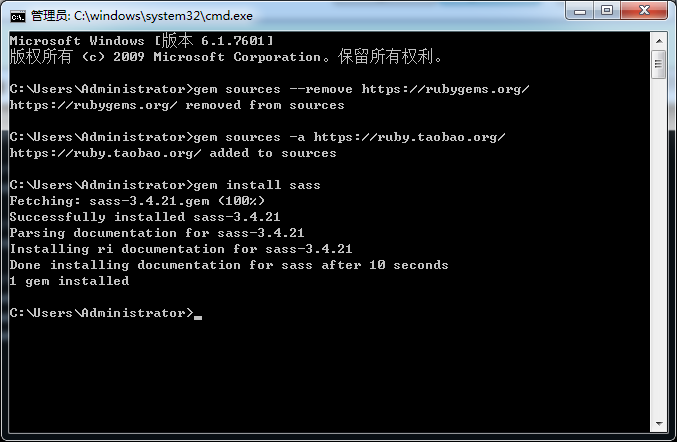 管理员: C:\windows\system32\cmd.exe
Microsoft Windows [版本 6.1.7601]
版权所有 (c) 2009 Microsoft Corporation。保留所有权利。
C:\Users\Administrator>gem sources --remove https://rubygems.org/
https://rubygems.org/ removed from sources
C:\Users\Administrator>gem sources -a https://ruby.taobao.org/
https://ruby.taobao.org/ added to sources
C:\Users\Administrator>gem install sass
Fetching: sass-3.4.21.gem (100%)
Successfully installed sass-3.4.21
Parsing documentation for sass-3.4.21
Installing ri documentation for sass-3.4.21
Done installing documentation for sass after 10 seconds
1 gem installed
C:\Users\Administrator>